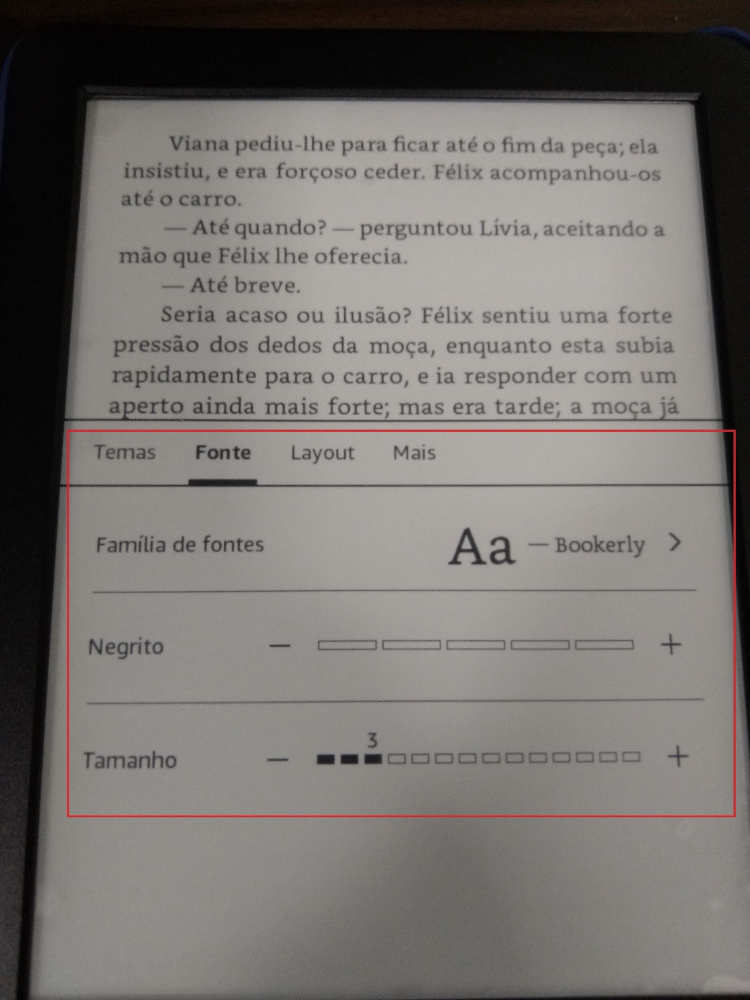 Viana pediu-lhe para ficar até o fim da peça; ela
insistiu, e era forçoso ceder. Félix acompanhou-os
até o carro.
— Até quando? — perguntou Lívia, aceitando a
mão que Félix lhe oferecia.
— Até breve.
Seria acaso ou ilusão? Félix sentiu uma forte
pressão dos dedos da moça, enquanto esta subia
rapidamente para o carro, e ia responder com um
aperto ainda mais forte; mas era tarde; a moça já
Temas Fonte Layout Mais
Família de fontes Aa — Bookerly >
Negrito — +
3
Tamanho — +